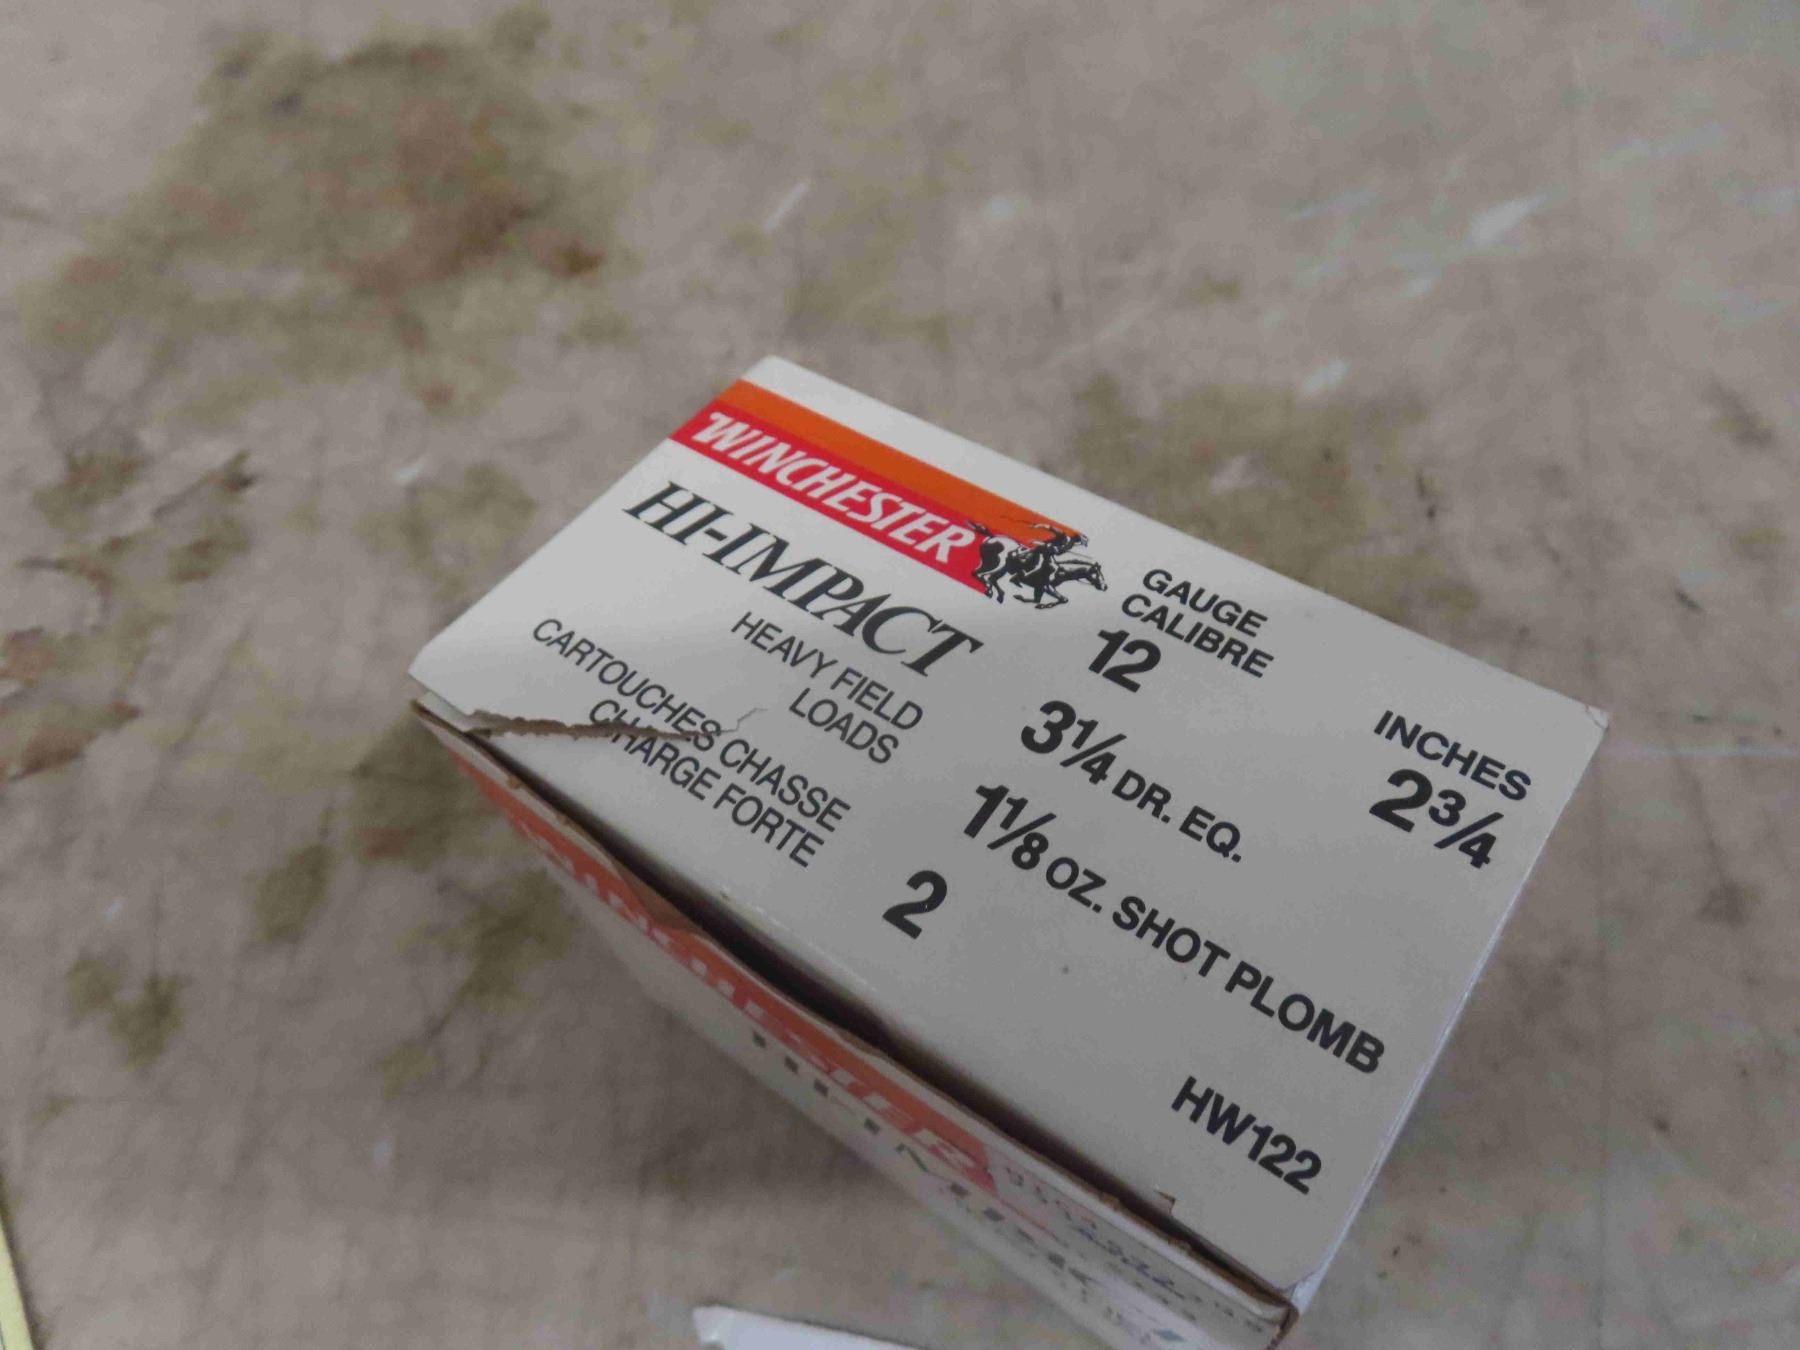 WINCHESTER
HI-IMPACT
HEAVY FIELD
LOADS
CARTOUCHES CHASSE
CHARGE FORTE
GAUGE
CALIBRE
12
INCHES
2¾
3¼ DR. EQ.
1⅛ OZ. SHOT PLOMB
2
HW122
WINCHESTER